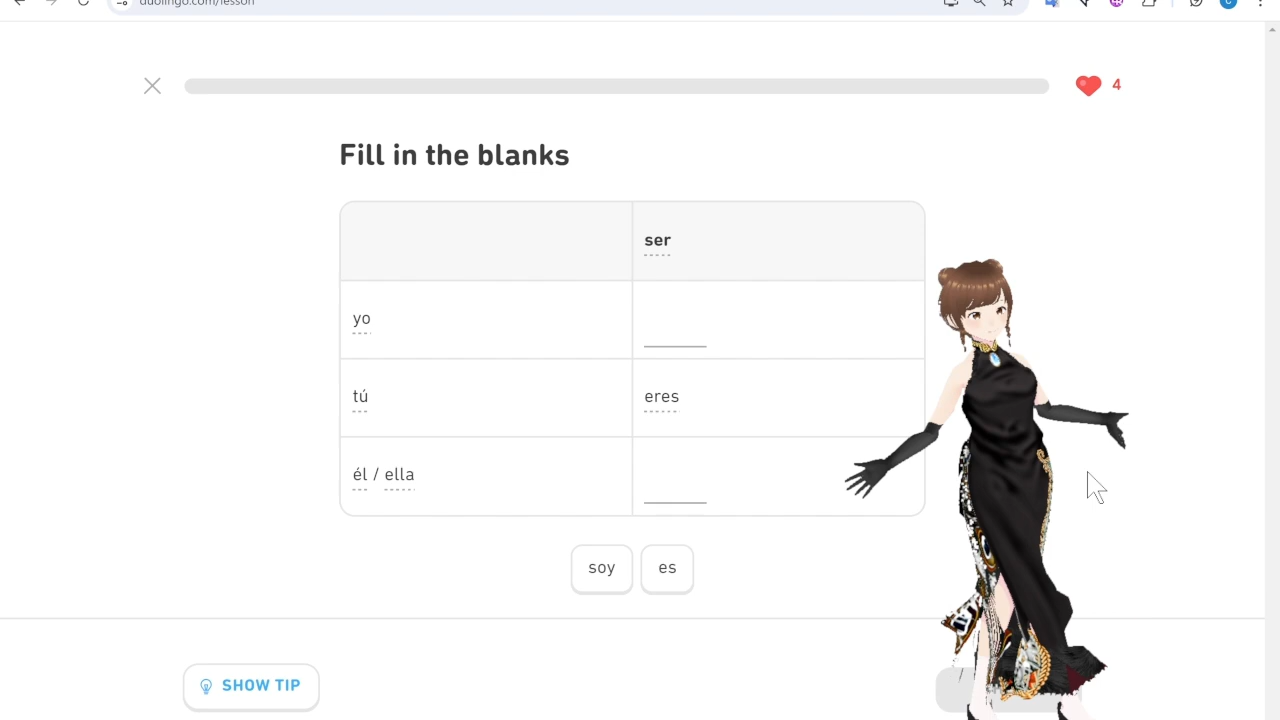 duolingo.com/lesson
4
Fill in the blanks
ser
yo
tú
eres
él / ella
soy
es
SHOW TIP